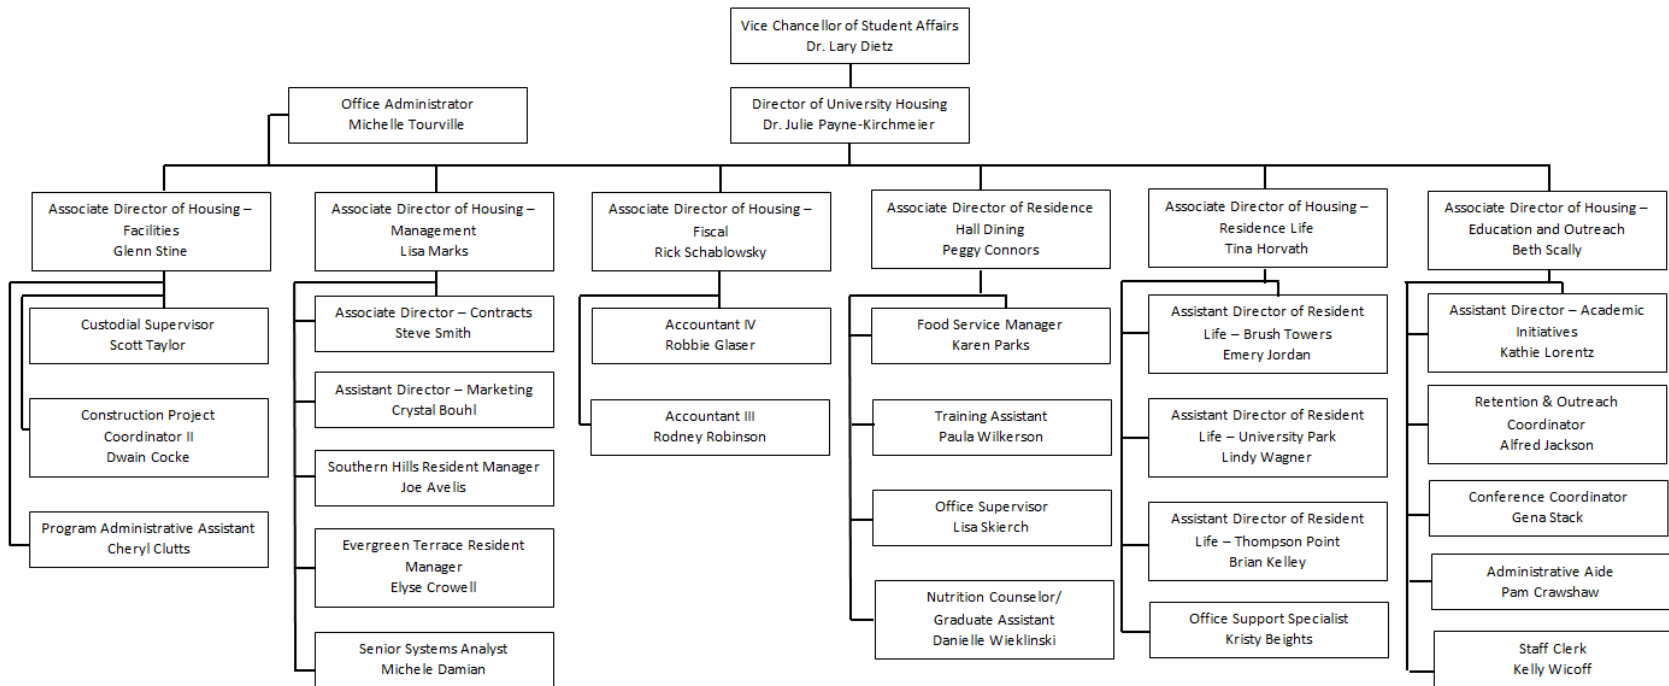 Vice Chancellor of Student Affairs
Dr. Lary Dietz
Office Administrator
Michelle Tourville
Director of University Housing
Dr. Julie Payne-Kirchmeier
Associate Director of Housing –
Facilities
Glenn Stine
Associate Director of Housing –
Management
Lisa Marks
Associate Director of Housing –
Fiscal
Rick Schablowsky
Associate Director of Residence
Hall Dining
Peggy Connors
Associate Director of Housing –
Residence Life
Tina Horvath
Associate Director of Housing –
Education and Outreach
Beth Scally
Custodial Supervisor
Scott Taylor
Construction Project
Coordinator II
Dwain Cocke
Program Administrative Assistant
Cheryl Clutts
Associate Director – Contracts
Steve Smith
Assistant Director – Marketing
Crystal Bouhl
Southern Hills Resident Manager
Joe Avelis
Evergreen Terrace Resident
Manager
Elyse Crowell
Senior Systems Analyst
Michele Damian
Accountant IV
Robbie Glaser
Accountant III
Rodney Robinson
Food Service Manager
Karen Parks
Training Assistant
Paula Wilkerson
Office Supervisor
Lisa Skierch
Nutrition Counselor/
Graduate Assistant
Danielle Wieklinski
Assistant Director of Resident
Life – Brush Towers
Emery Jordan
Assistant Director of Resident
Life – University Park
Lindy Wagner
Assistant Director of Resident
Life – Thompson Point
Brian Kelley
Office Support Specialist
Kristy Beights
Assistant Director – Academic
Initiatives
Kathie Lorentz
Retention & Outreach
Coordinator
Alfred Jackson
Conference Coordinator
Gena Stack
Administrative Aide
Pam Crawshaw
Staff Clerk
Kelly Wicoff